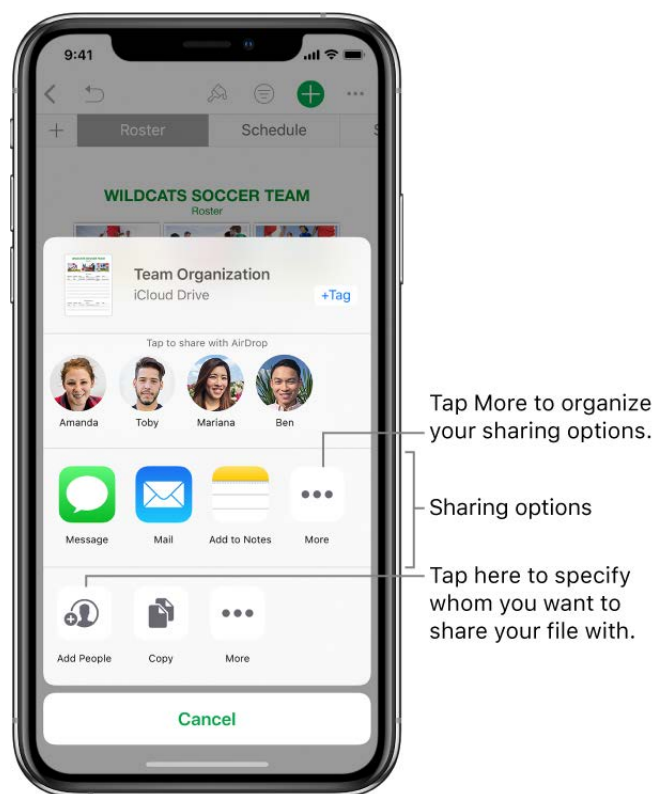 9:41
Roster Schedule S
WILDCATS SOCCER TEAM
Roster
Team Organization
iCloud Drive
+Tag
Tap to share with AirDrop
Amanda Toby Mariana Ben
Tap More to organize
your sharing options.
Message Mail Add to Notes More
Sharing options
Tap here to specify
whom you want to
share your file with.
Add People Copy More
Cancel